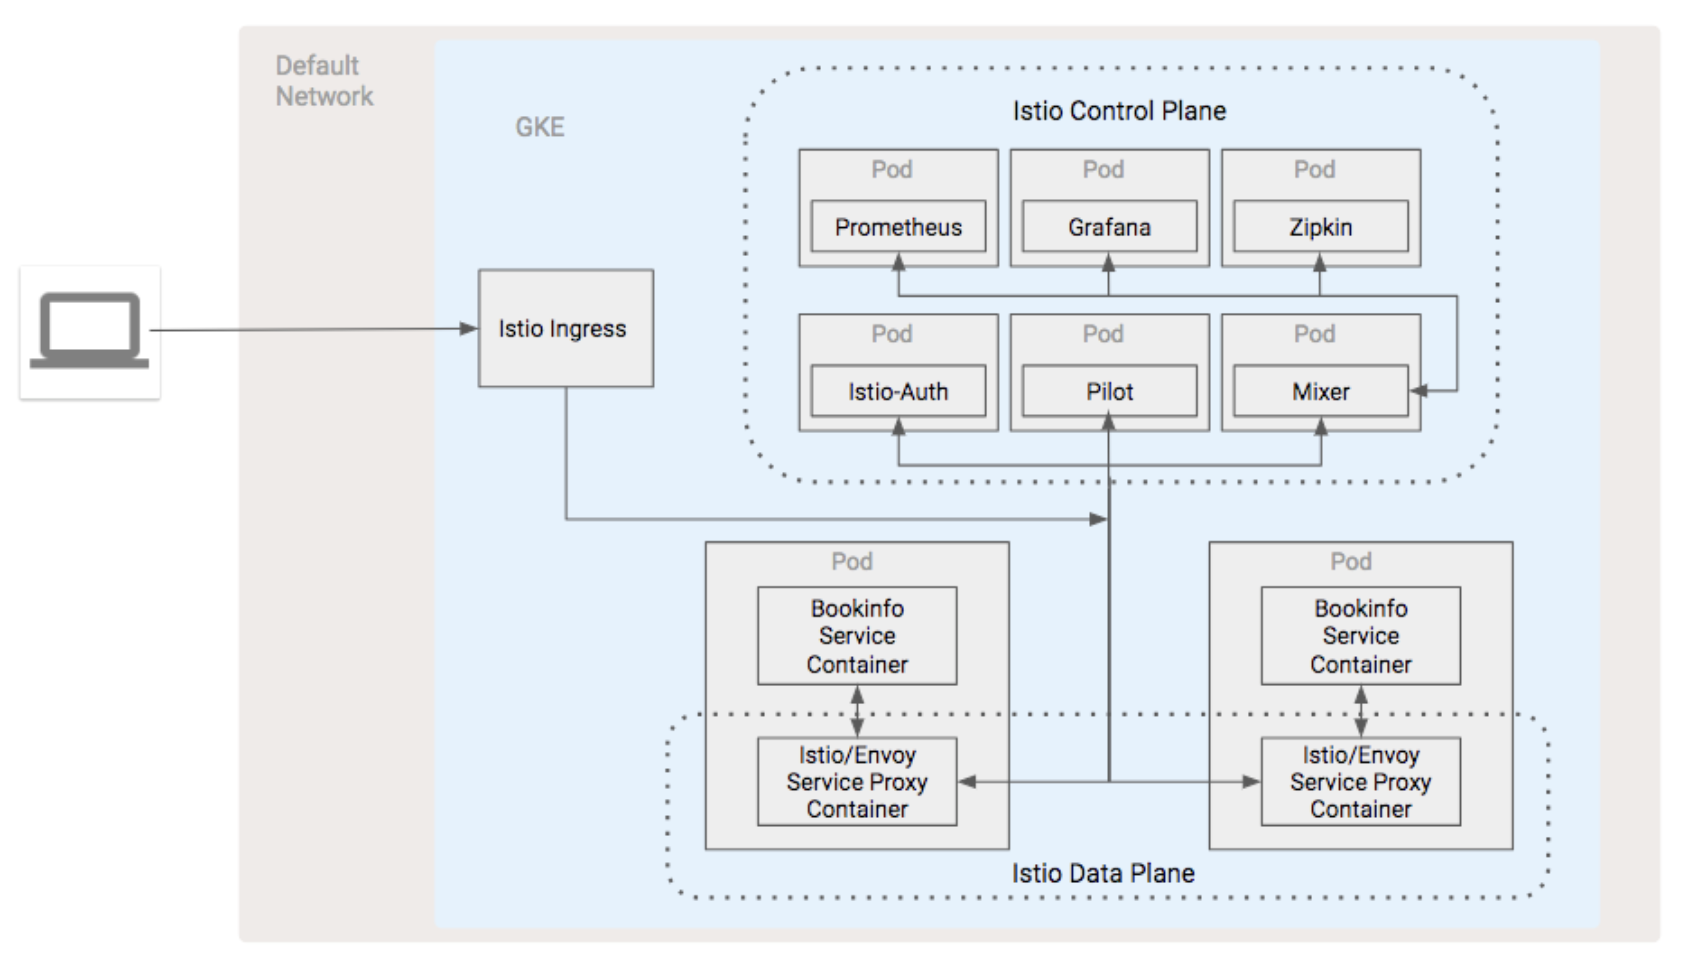 Default
Network
GKE
Istio Control Plane
Pod
Prometheus
Pod
Grafana
Pod
Zipkin
Istio Ingress
Pod
Istio-Auth
Pod
Pilot
Pod
Mixer
Pod
Bookinfo
Service
Container
Istio/Envoy
Service Proxy
Container
Pod
Bookinfo
Service
Container
Istio/Envoy
Service Proxy
Container
Istio Data Plane